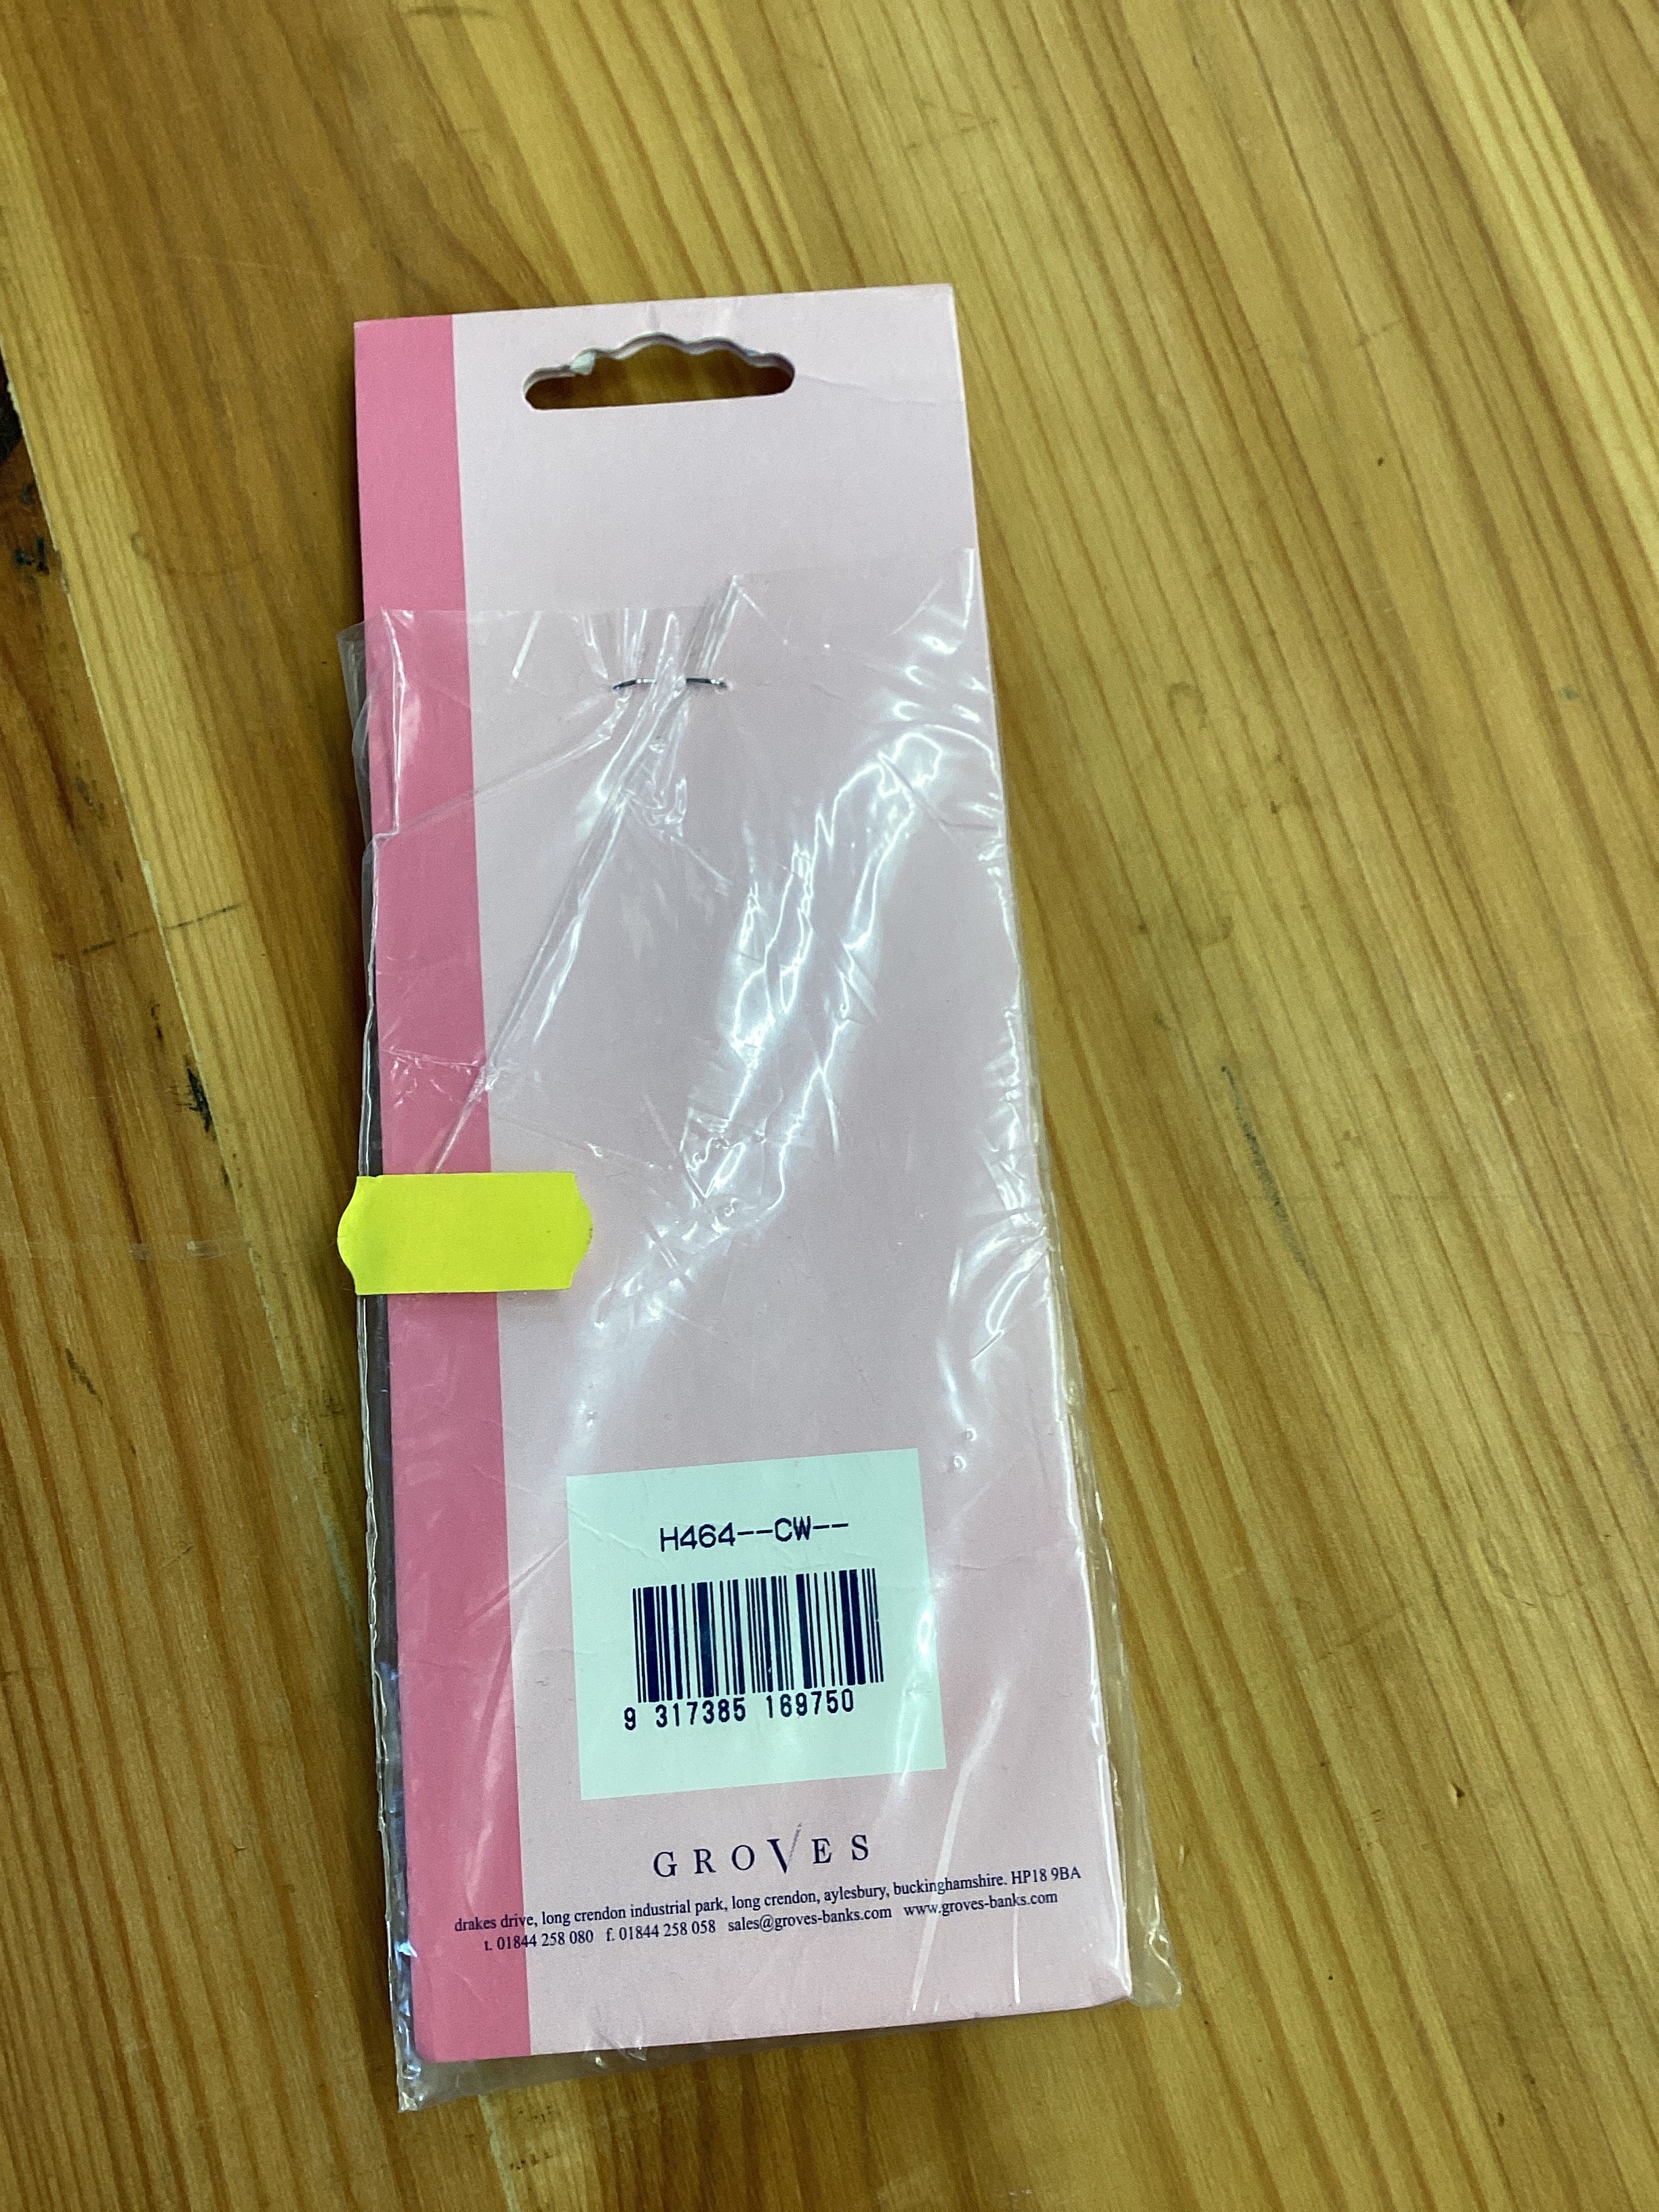 H464--CW--
9 317385 169750
GROVES
drakes drive, long crendon industrial park, long crendon, aylesbury, buckinghamshire. HP18 9BA
t. 01844 258 080 f. 01844 258 058 sales@groves-banks.com www.groves-banks.com